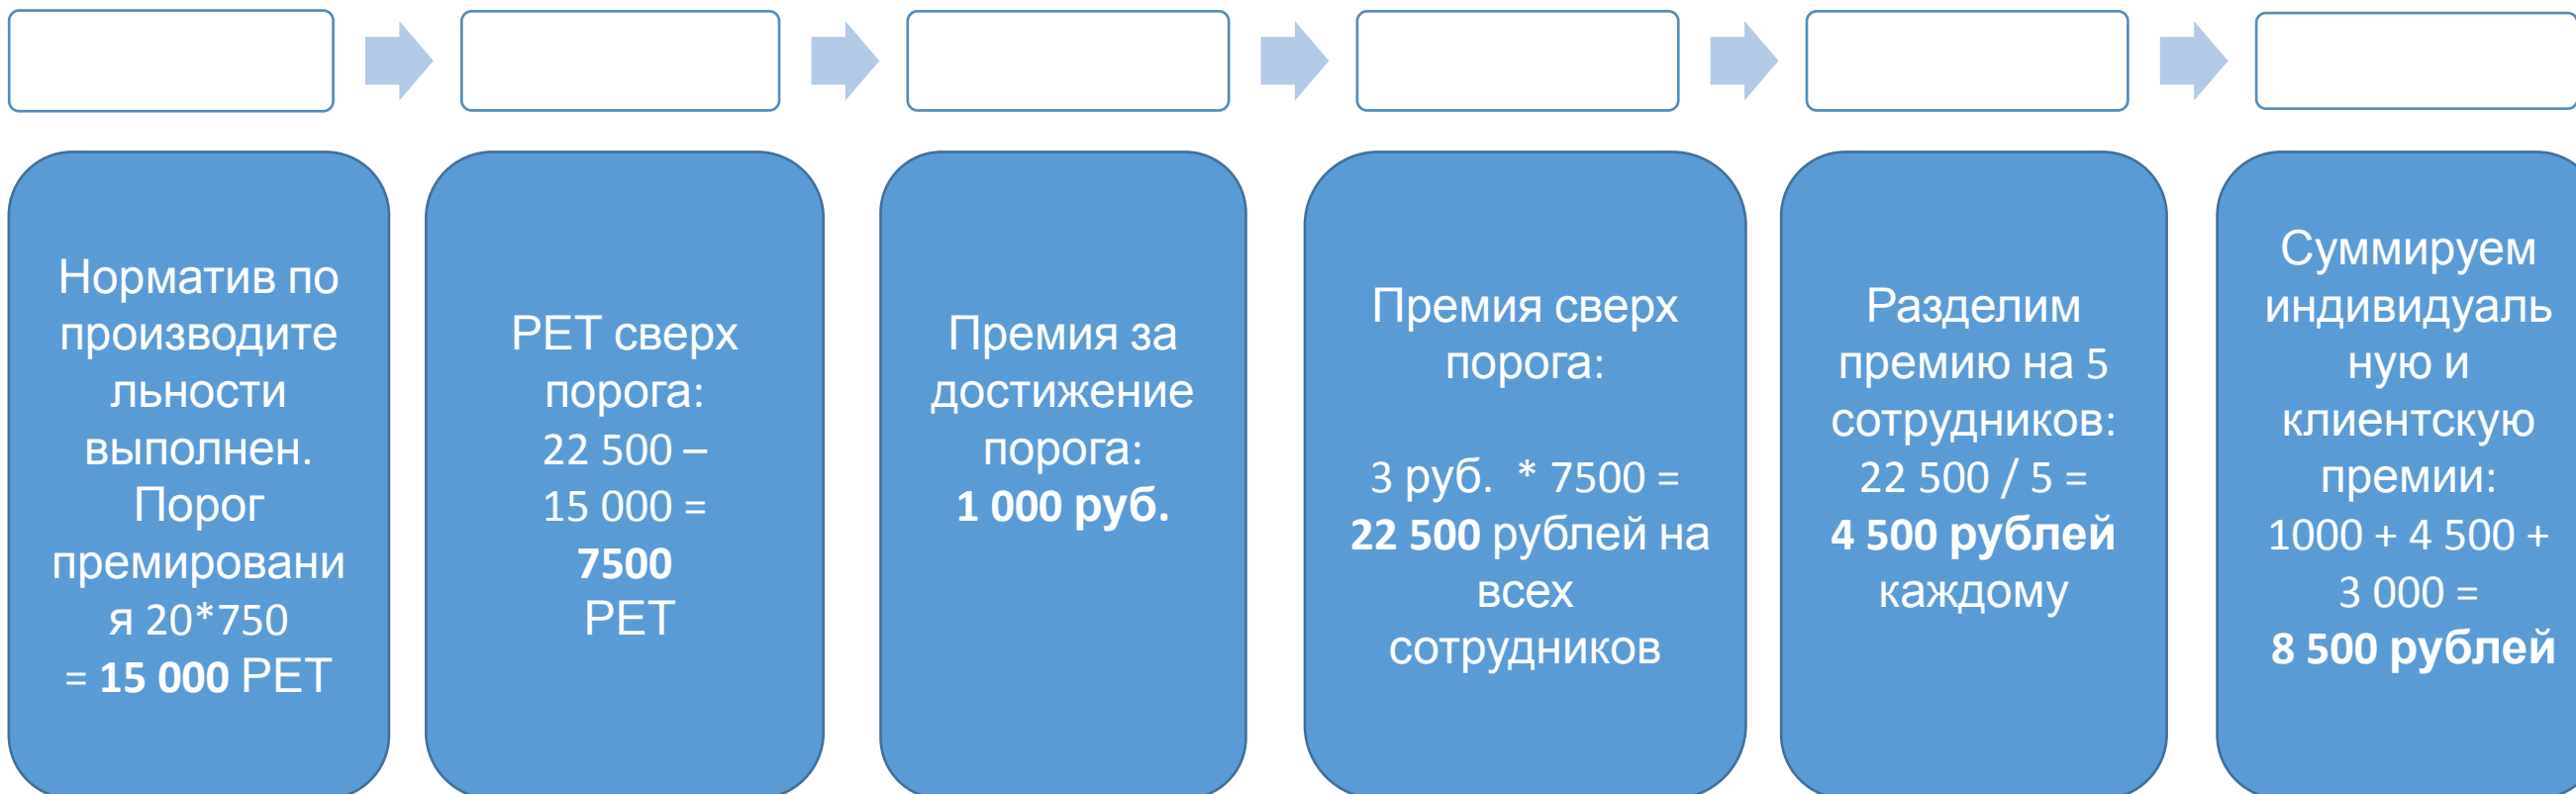 Норматив по
производите
льности
выполнен.
Порог
премировани
я 20*750
= 15 000 РЕТ
РЕТ сверх
порога:
22 500 –
15 000 =
7500
РЕТ
Премия за
достижение
порога:
1 000 руб.
Премия сверх
порога:
3 руб. * 7500 =
22 500 рублей на
всех
сотрудников
Разделим
премию на 5
сотрудников:
22 500 / 5 =
4 500 рублей
каждому
Суммируем
индивидуаль
ную и
клиентскую
премии:
1000 + 4 500 +
3 000 =
8 500 рублей